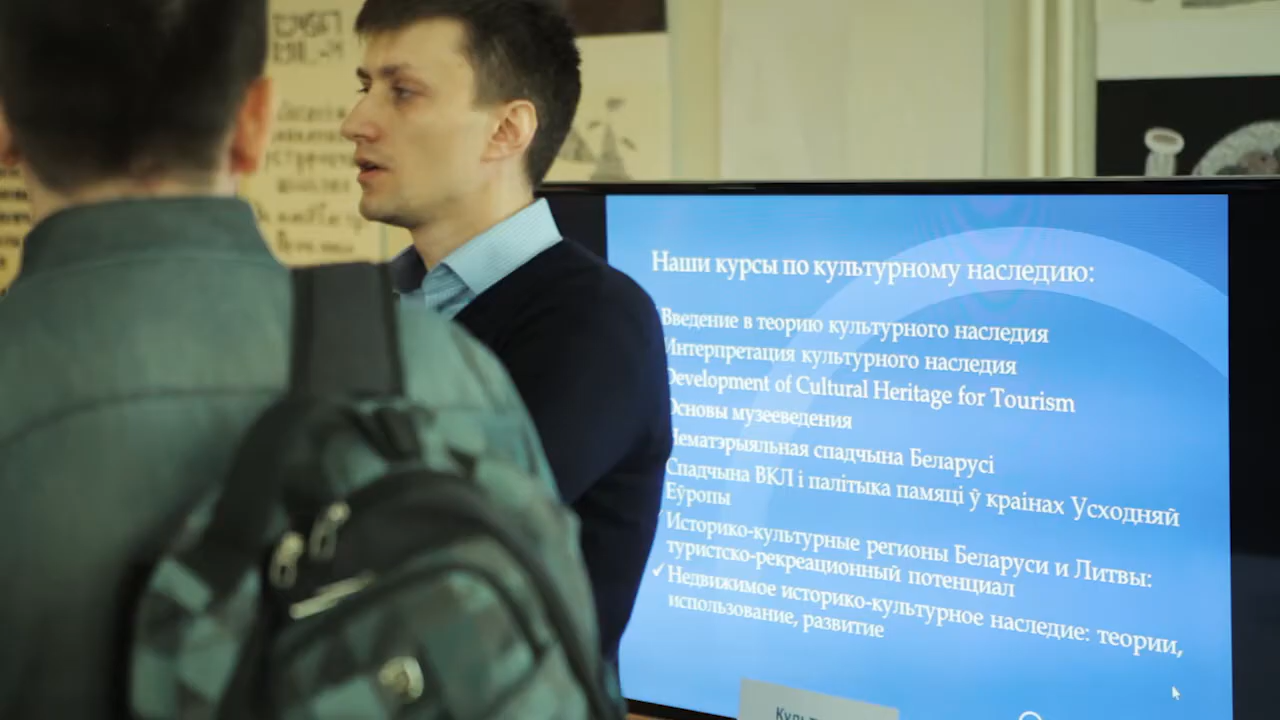 Наши курсы по культурному наследию:
Введение в теорию культурного наследия
Интерпретация культурного наследия
Development of Cultural Heritage for Tourism
Основы музееведения
Нематэрыяльная спадчына Беларусі
Спадчына ВКЛ і палітыка памяці ў краінах Усходняй
Еўропы
Историко-культурные регионы Беларуси и Литвы:
туристско-рекреационный потенциал
✓ Недвижимое историко-культурное наследие: теории,
использование, развитие